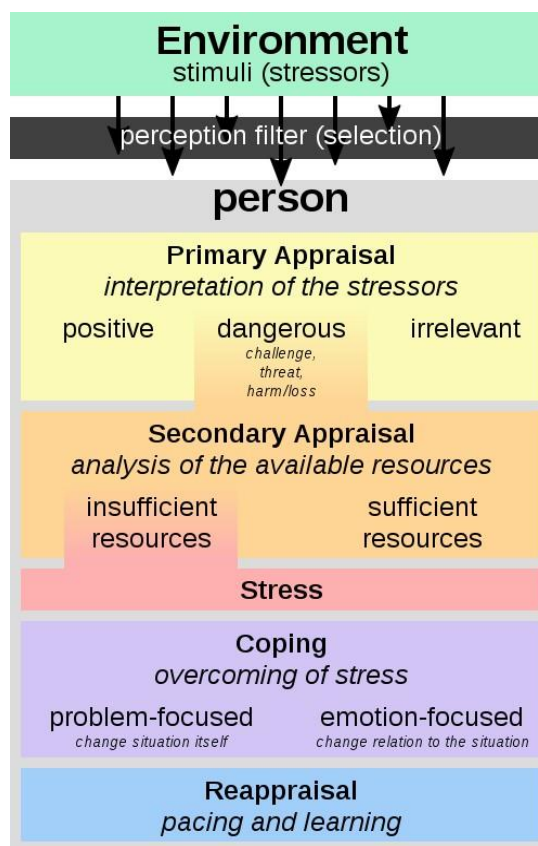 Environment
stimuli (stressors)
perception filter (selection)
person
Primary Appraisal
interpretation of the stressors
positive dangerous irrelevant
challenge,
threat,
harm/loss
Secondary Appraisal
analysis of the available resources
insufficient sufficient
resources resources
Stress
Coping
overcoming of stress
problem-focused emotion-focused
change situation itself change relation to the situation
Reappraisal
pacing and learning